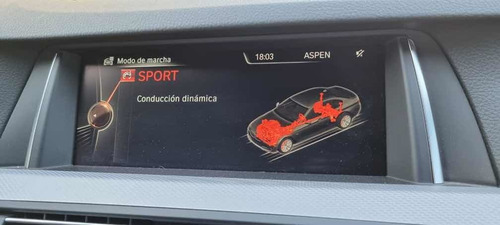 Modo de marcha
18:03
ASPEN
SPORT
Conducción dinámica